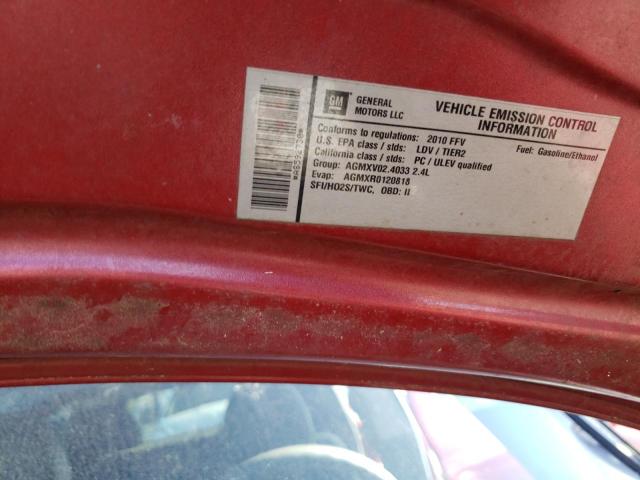 GM
GENERAL
MOTORS LLC
VEHICLE EMISSION CONTROL
INFORMATION
Conforms to regulations: 2010 FFV
Fuel: Gasoline/Ethanol
U.S. EPA class / stds: LDV / TIER2
California class / stds: PC / ULEV qualified
Group: AGMXV02.4033 2.4L
Evap: AGMXR0120818
SFI/HO2S/TWC, OBD: II